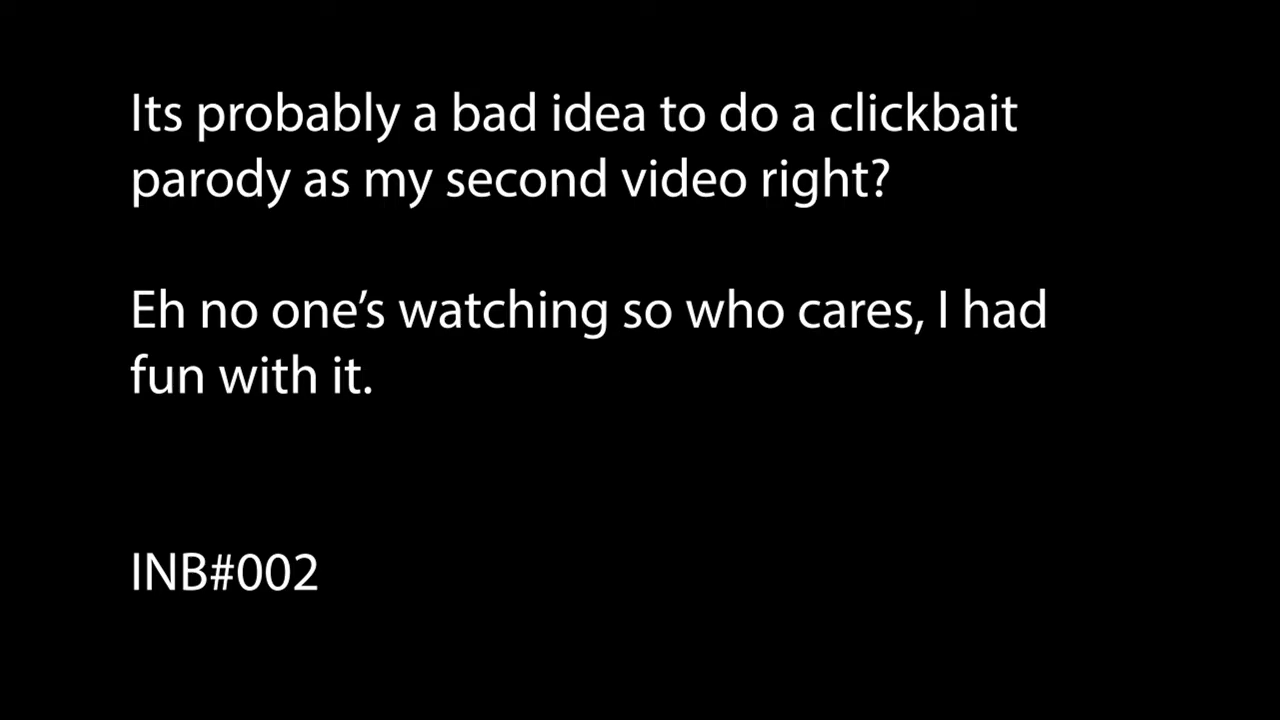 Its probably a bad idea to do a clickbait
parody as my second video right?
Eh no one’s watching so who cares, I had
fun with it.
INB#002